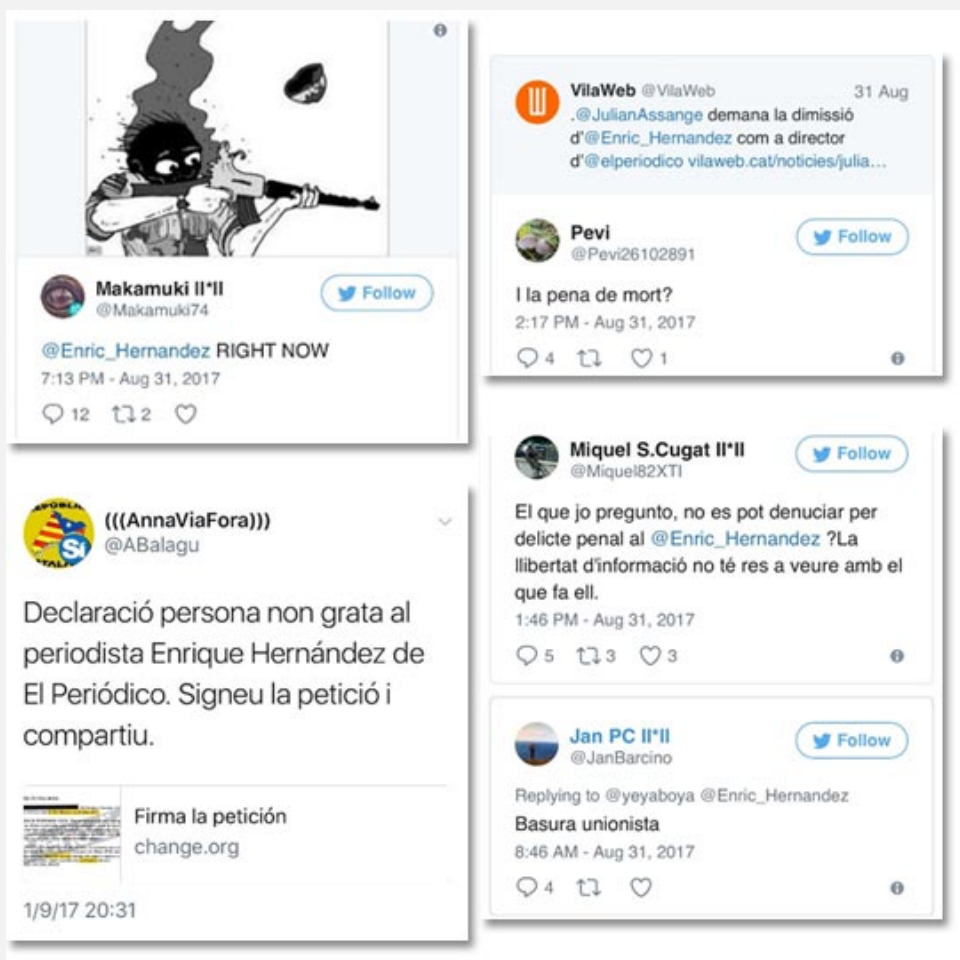 Makamuki II*II
Follow
@Makamuki74
@Enric_Hernandez RIGHT NOW
7:13 PM - Aug 31, 2017
12 2
(((AnnaViaFora)))
@ABalagu
Sí
Declaració persona non grata al
periodista Enrique Hernández de
El Periódico. Signeu la petició i
compartiu.
Firma la petición
change.org
1/9/17 20:31
VilaWeb @VilaWeb 31 Aug
.@JulianAssange demana la dimissió
d'@Enric_Hernandez com a director
d'@elperiodico vilaweb.cat/noticies/julia...
Pevi
Follow
@Pevi26102891
I la pena de mort?
2:17 PM - Aug 31, 2017
4 1
Miquel S.Cugat II*II
Follow
@Miquel82XTI
El que jo pregunto, no es pot denuciar per
delicte penal al @Enric_Hernandez ?La
llibertat d'informació no té res a veure amb el
que fa ell.
1:46 PM - Aug 31, 2017
5 3 3
Jan PC II*II
Follow
@JanBarcino
Replying to @yeyaboya @Enric_Hernandez
Basura unionista
8:46 AM - Aug 31, 2017
4